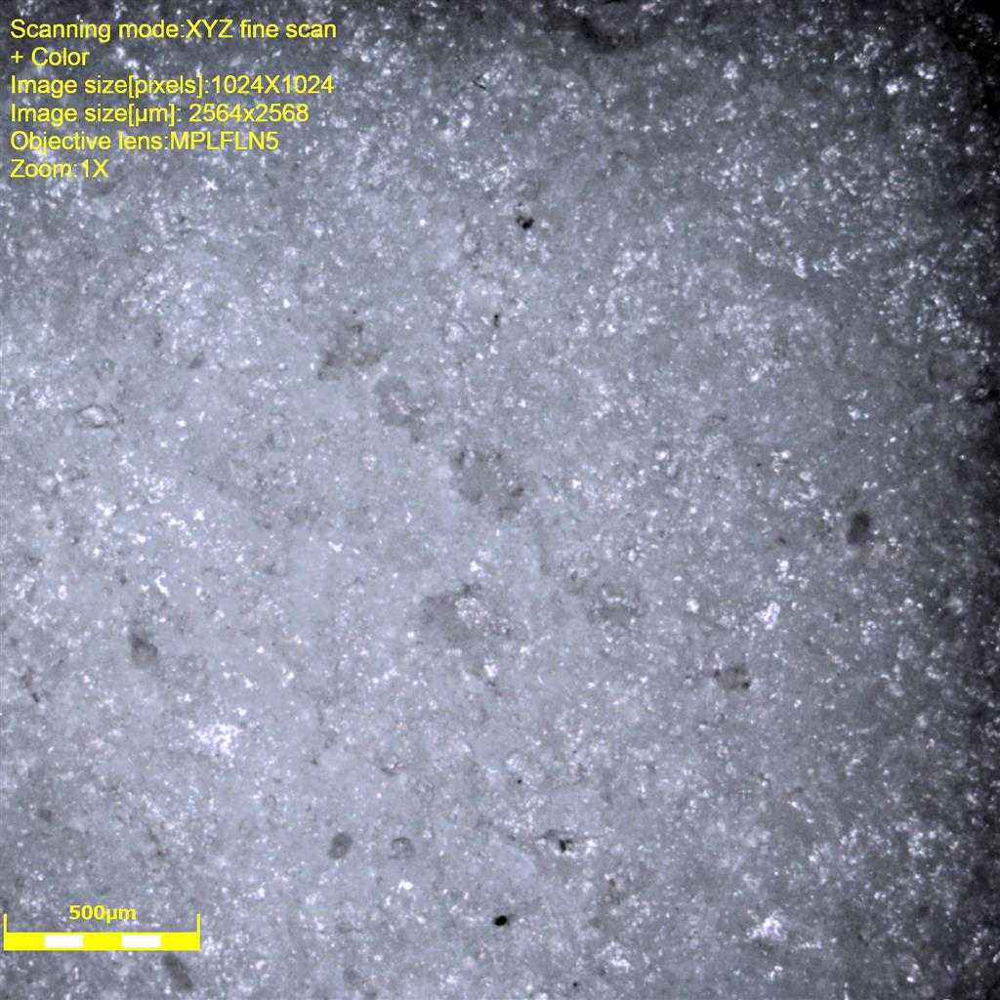 Scanning mode:XYZ fine scan
+ Color
Image size[pixels]:1024X1024
Image size[µm]: 2564x2568
Objective lens:MPLFLN5
Zoom:1X
500µm